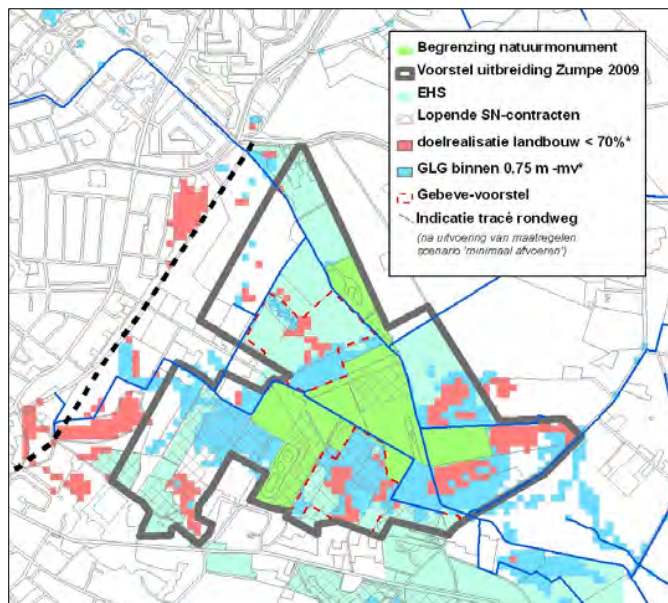 Begrenzing natuurmonument
Voorstel uitbreiding Zumpe 2009
EHS
Lopende SN-contracten
doelrealisatie landbouw < 70%*
GLG binnen 0.75 m -mv*
Gebeve-voorstel
Indicatie tracé rondweg
(na uitvoering van maatregelen
scenario 'minimaal afvoeren')